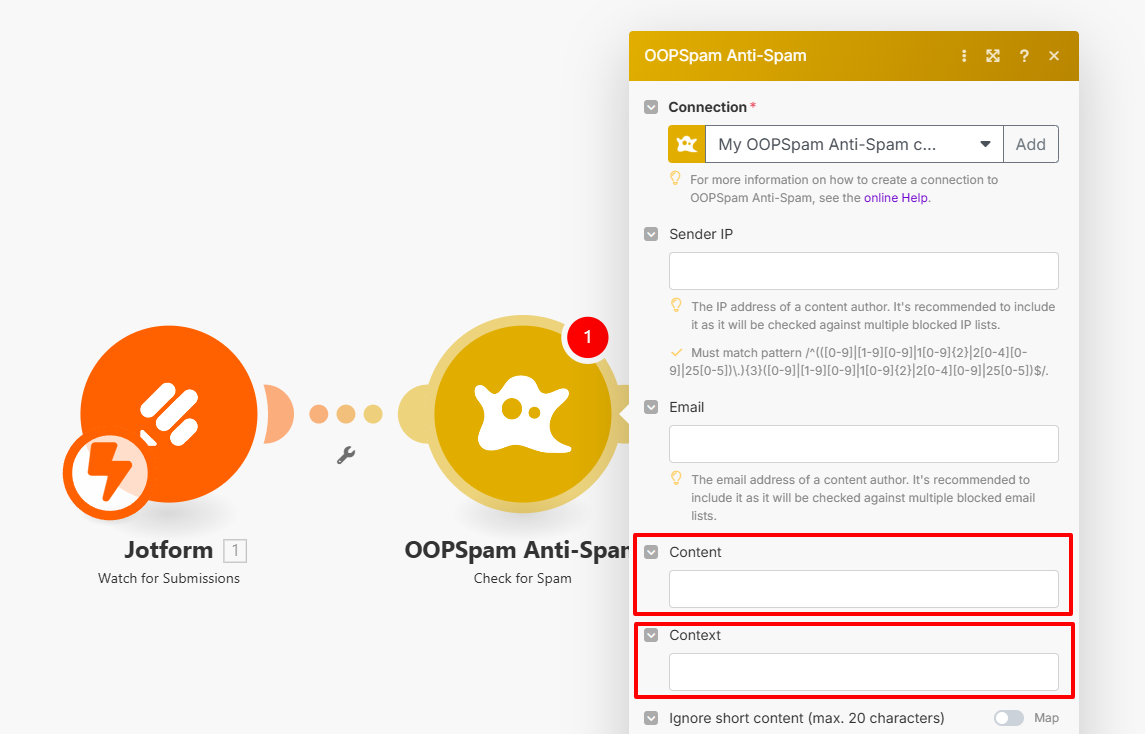 OOPSpam Anti-Spam
?
Connection *
My OOPSpam Anti-Spam c...
Add
For more information on how to create a connection to
OOPSpam Anti-Spam, see the online Help.
Sender IP
The IP address of a content author. It's recommended to include
it as it will be checked against multiple blocked IP lists.
Must match pattern /^(([0-9]|[1-9][0-9]|1[0-9]{2}|2[0-4][0-
9]|25[0-5])\.){3}([0-9]|[1-9][0-9]|1[0-9]{2}|2[0-4][0-9]|25[0-5])$/.
Email
The email address of a content author. It's recommended to
include it as it will be checked against multiple blocked email
lists.
Content
Context
Ignore short content (max. 20 characters)
Map
1
Jotform 1
Watch for Submissions
OOPSpam Anti-Spam
Check for Spam